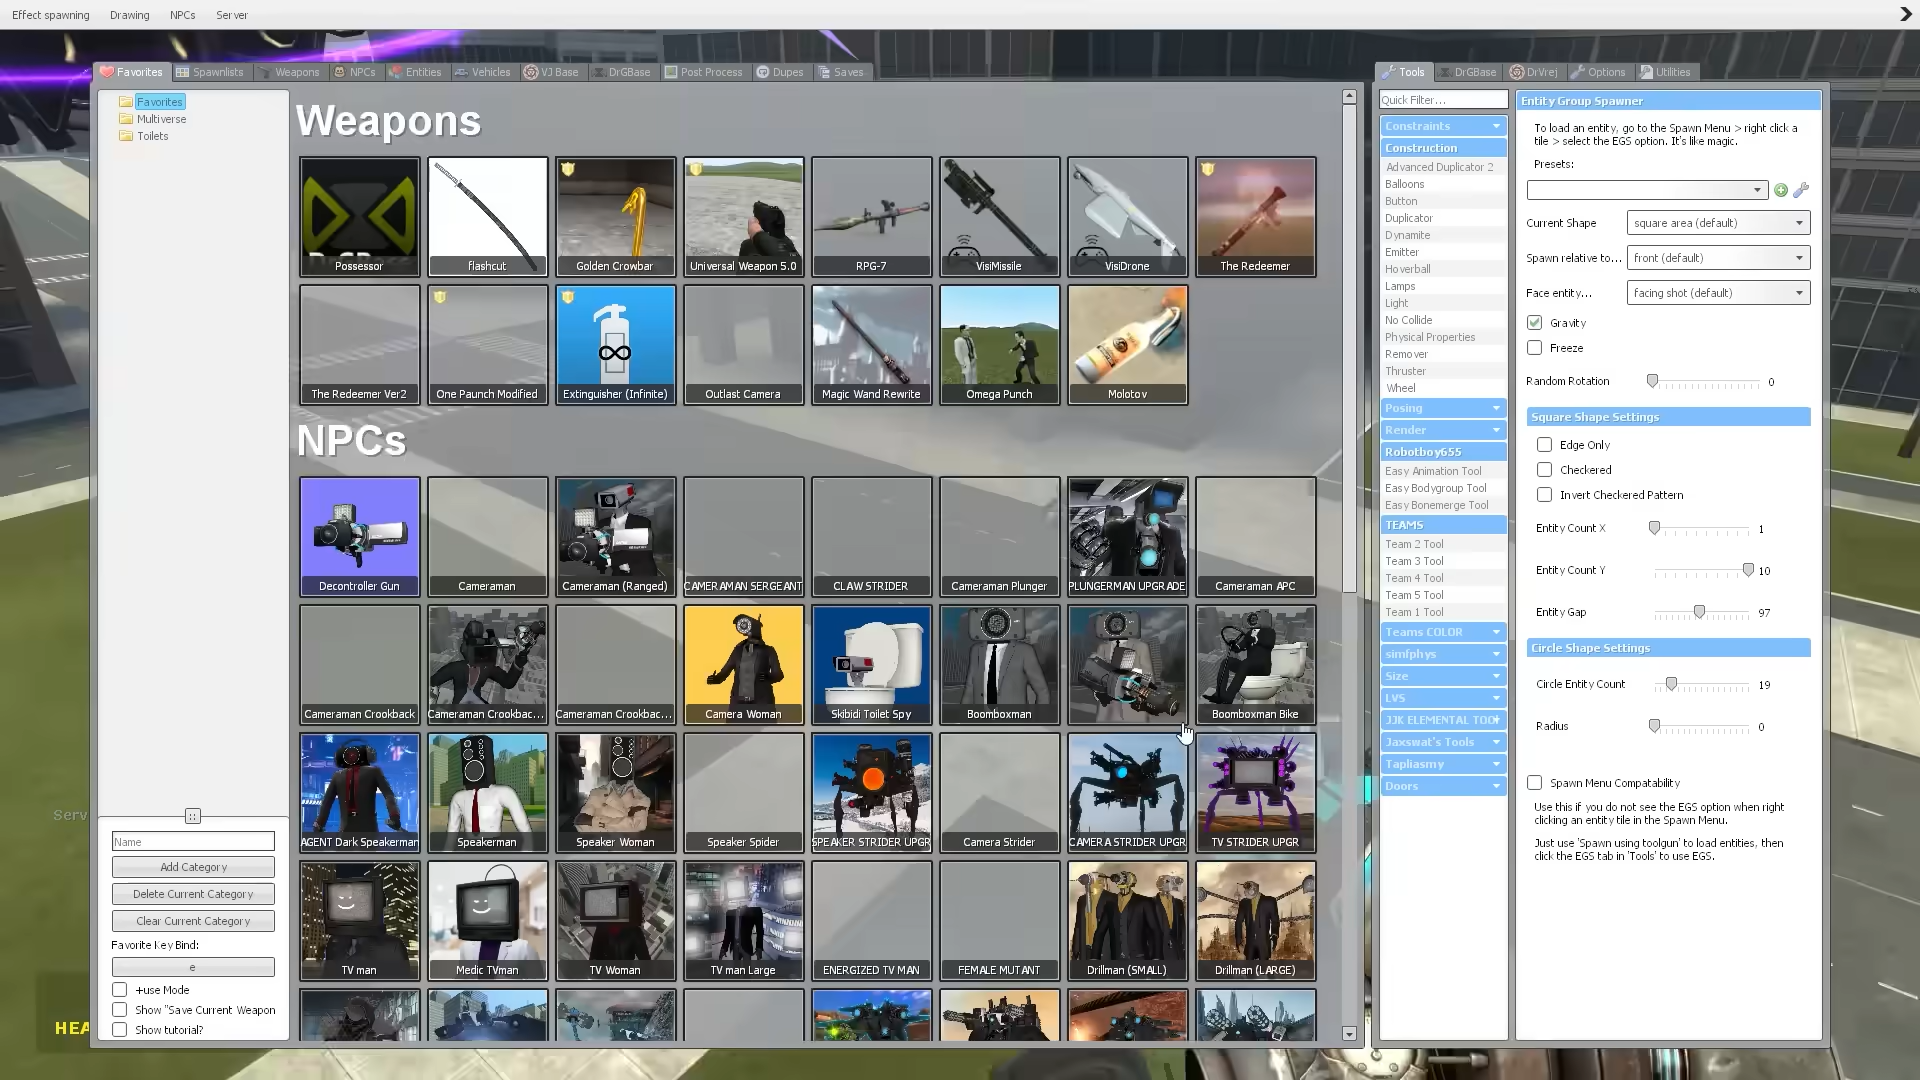 Effect spawning Drawing NPCs Server
Favorites Spawnlists Weapons NPCs Entities Vehicles VJ Base DrGBase Post Process Dupes Saves
Favorites
Multiverse
Toilets
Weapons
Possessor flashcut Golden Crowbar Universal Weapon 5.0 RPG-7 VisiMissile VisiDrone The Redeemer
The Redeemer Ver2 One Paunch Modified Extinguisher (Infinite) Outlast Camera Magic Wand Rewrite Omega Punch Molotov
NPCs
Decontroller Gun Cameraman Cameraman (Ranged) CAMERAMAN SERGEANT CLAW STRIDER Cameraman Plunger PLUNGERMAN UPGRADE Cameraman APC
Cameraman Crookback Cameraman Crookbac... Cameraman Crookbac... Camera Woman Skibidi Toilet Spy Boomboxman Boomboxman Bike
AGENT Dark Speakerman Speakerman Speaker Woman Speaker Spider SPEAKER STRIDER UPGR Camera Strider CAMERA STRIDER UPGR TV STRIDER UPGR
TV man Medic TVman TV Woman TV man Large ENERGIZED TV MAN FEMALE MUTANT Drillman (SMALL) Drillman (LARGE)
Serv
Name
Add Category
Delete Current Category
Clear Current Category
Favorite Key Bind:
e
+use Mode
Show "Save Current Weapon
Show tutorial?
HEA
Tools DrGBase DrVrej Options Utilities
Quick Filter...
Constraints
Construction
Advanced Duplicator 2
Balloons
Button
Duplicator
Dynamite
Emitter
Hoverball
Lamps
Light
No Collide
Physical Properties
Remover
Thruster
Wheel
Posing
Render
Robotboy655
Easy Animation Tool
Easy Bodygroup Tool
Easy Bonemerge Tool
TEAMS
Team 2 Tool
Team 3 Tool
Team 4 Tool
Team 5 Tool
Team 1 Tool
Teams COLOR
simfphys
Size
LVS
JJK ELEMENTAL TOO
Jaxswat's Tools
Tapliasmy
Doors
Entity Group Spawner
To load an entity, go to the Spawn Menu > right click a
tile > select the EGS option. It's like magic.
Presets:
Current Shape square area (default)
Spawn relative to... front (default)
Face entity... facing shot (default)
Gravity
Freeze
Random Rotation 0
Square Shape Settings
Edge Only
Checkered
Invert Checkered Pattern
Entity Count X 1
Entity Count Y 10
Entity Gap 97
Circle Shape Settings
Circle Entity Count 19
Radius 0
Spawn Menu Compatability
Use this if you do not see the EGS option when right
clicking an entity tile in the Spawn Menu.
Just use 'Spawn using toolgun' to load entities, then
click the EGS tab in 'Tools' to use EGS.